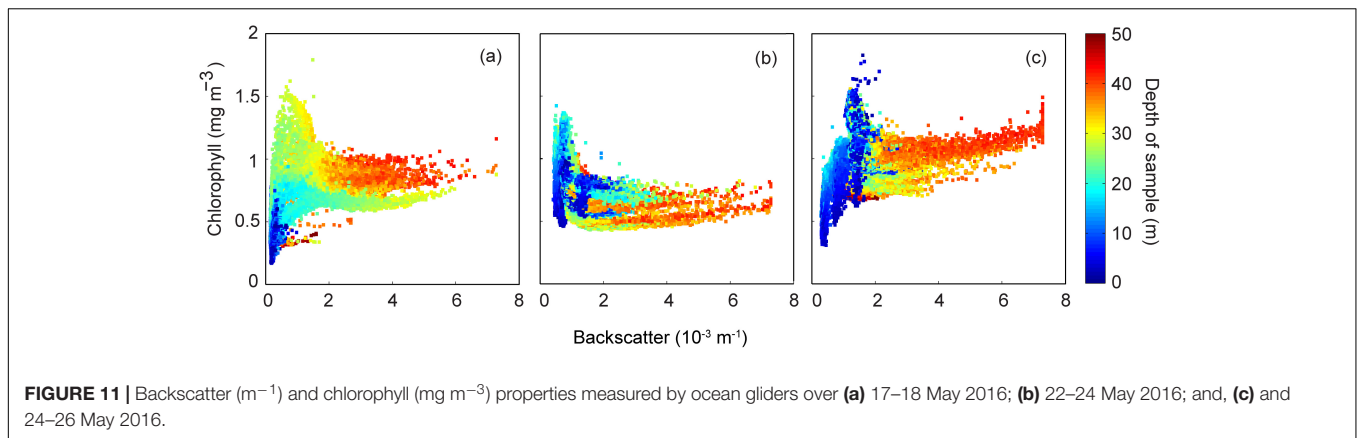 2
1.5
1
0.5
0
Chlorophyll (mg m−3)
(a)
(b)
(c)
0 2 4 6 8
0 2 4 6 8
0 2 4 6 8
Backscatter (10-3 m-1)
50
40
30
20
10
0
Depth of sample (m)
FIGURE 11 | Backscatter (m−1) and chlorophyll (mg m−3) properties measured by ocean gliders over (a) 17–18 May 2016; (b) 22–24 May 2016; and, (c) and
24–26 May 2016.